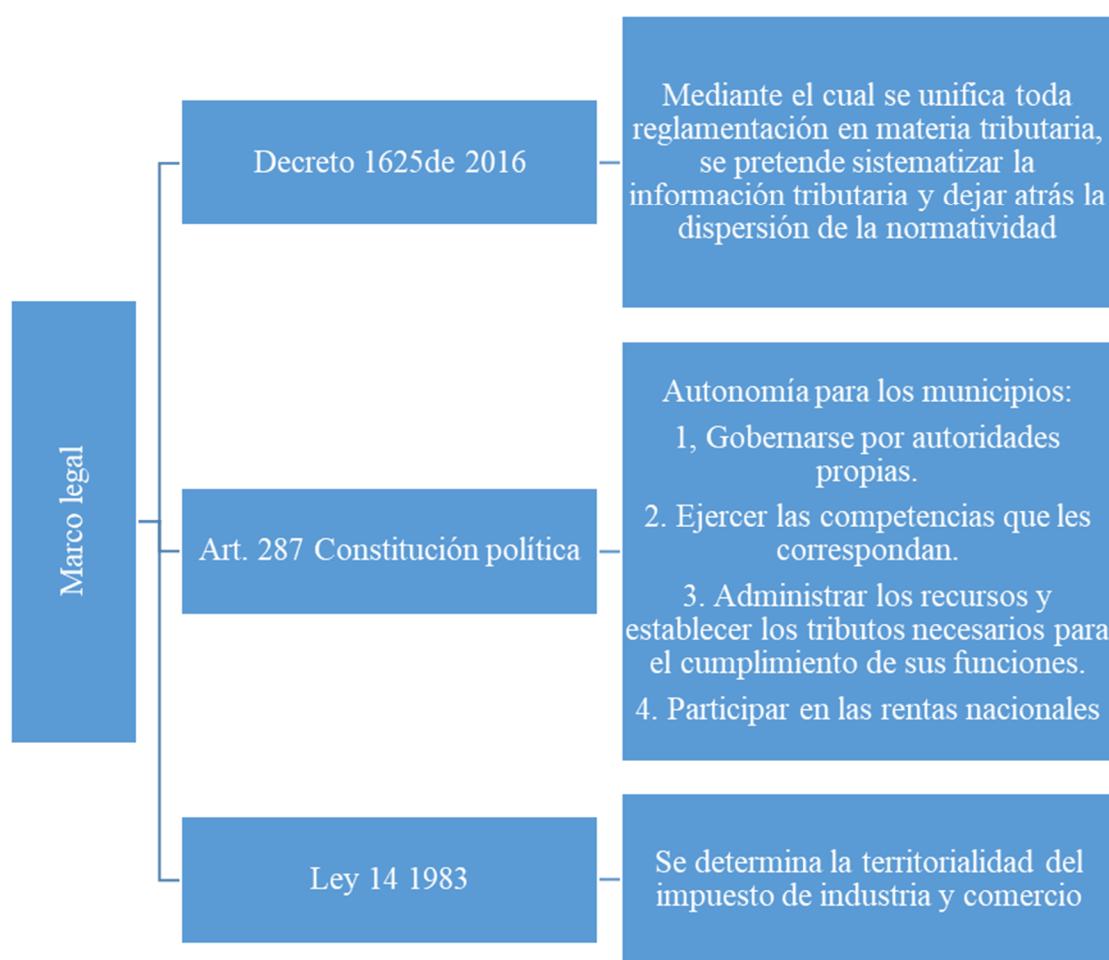 Marco legal
Decreto 1625de 2016
Mediante el cual se unifica toda
reglamentación en materia tributaria,
se pretende sistematizar la
información tributaria y dejar atrás la
dispersión de la normatividad
Art. 287 Constitución política
Autonomía para los municipios:
1, Gobernarse por autoridades
propias.
2. Ejercer las competencias que les
correspondan.
3. Administrar los recursos y
establecer los tributos necesarios para
el cumplimiento de sus funciones.
4. Participar en las rentas nacionales
Ley 14 1983
Se determina la territorialidad del
impuesto de industria y comercio